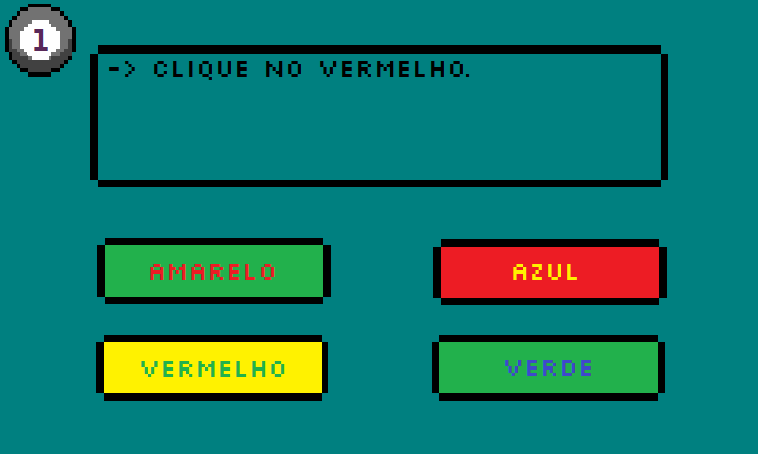 1
-> CLIQUE NO VERMELHO.
AMARELO
AZUL
VERMELHO
VERDE